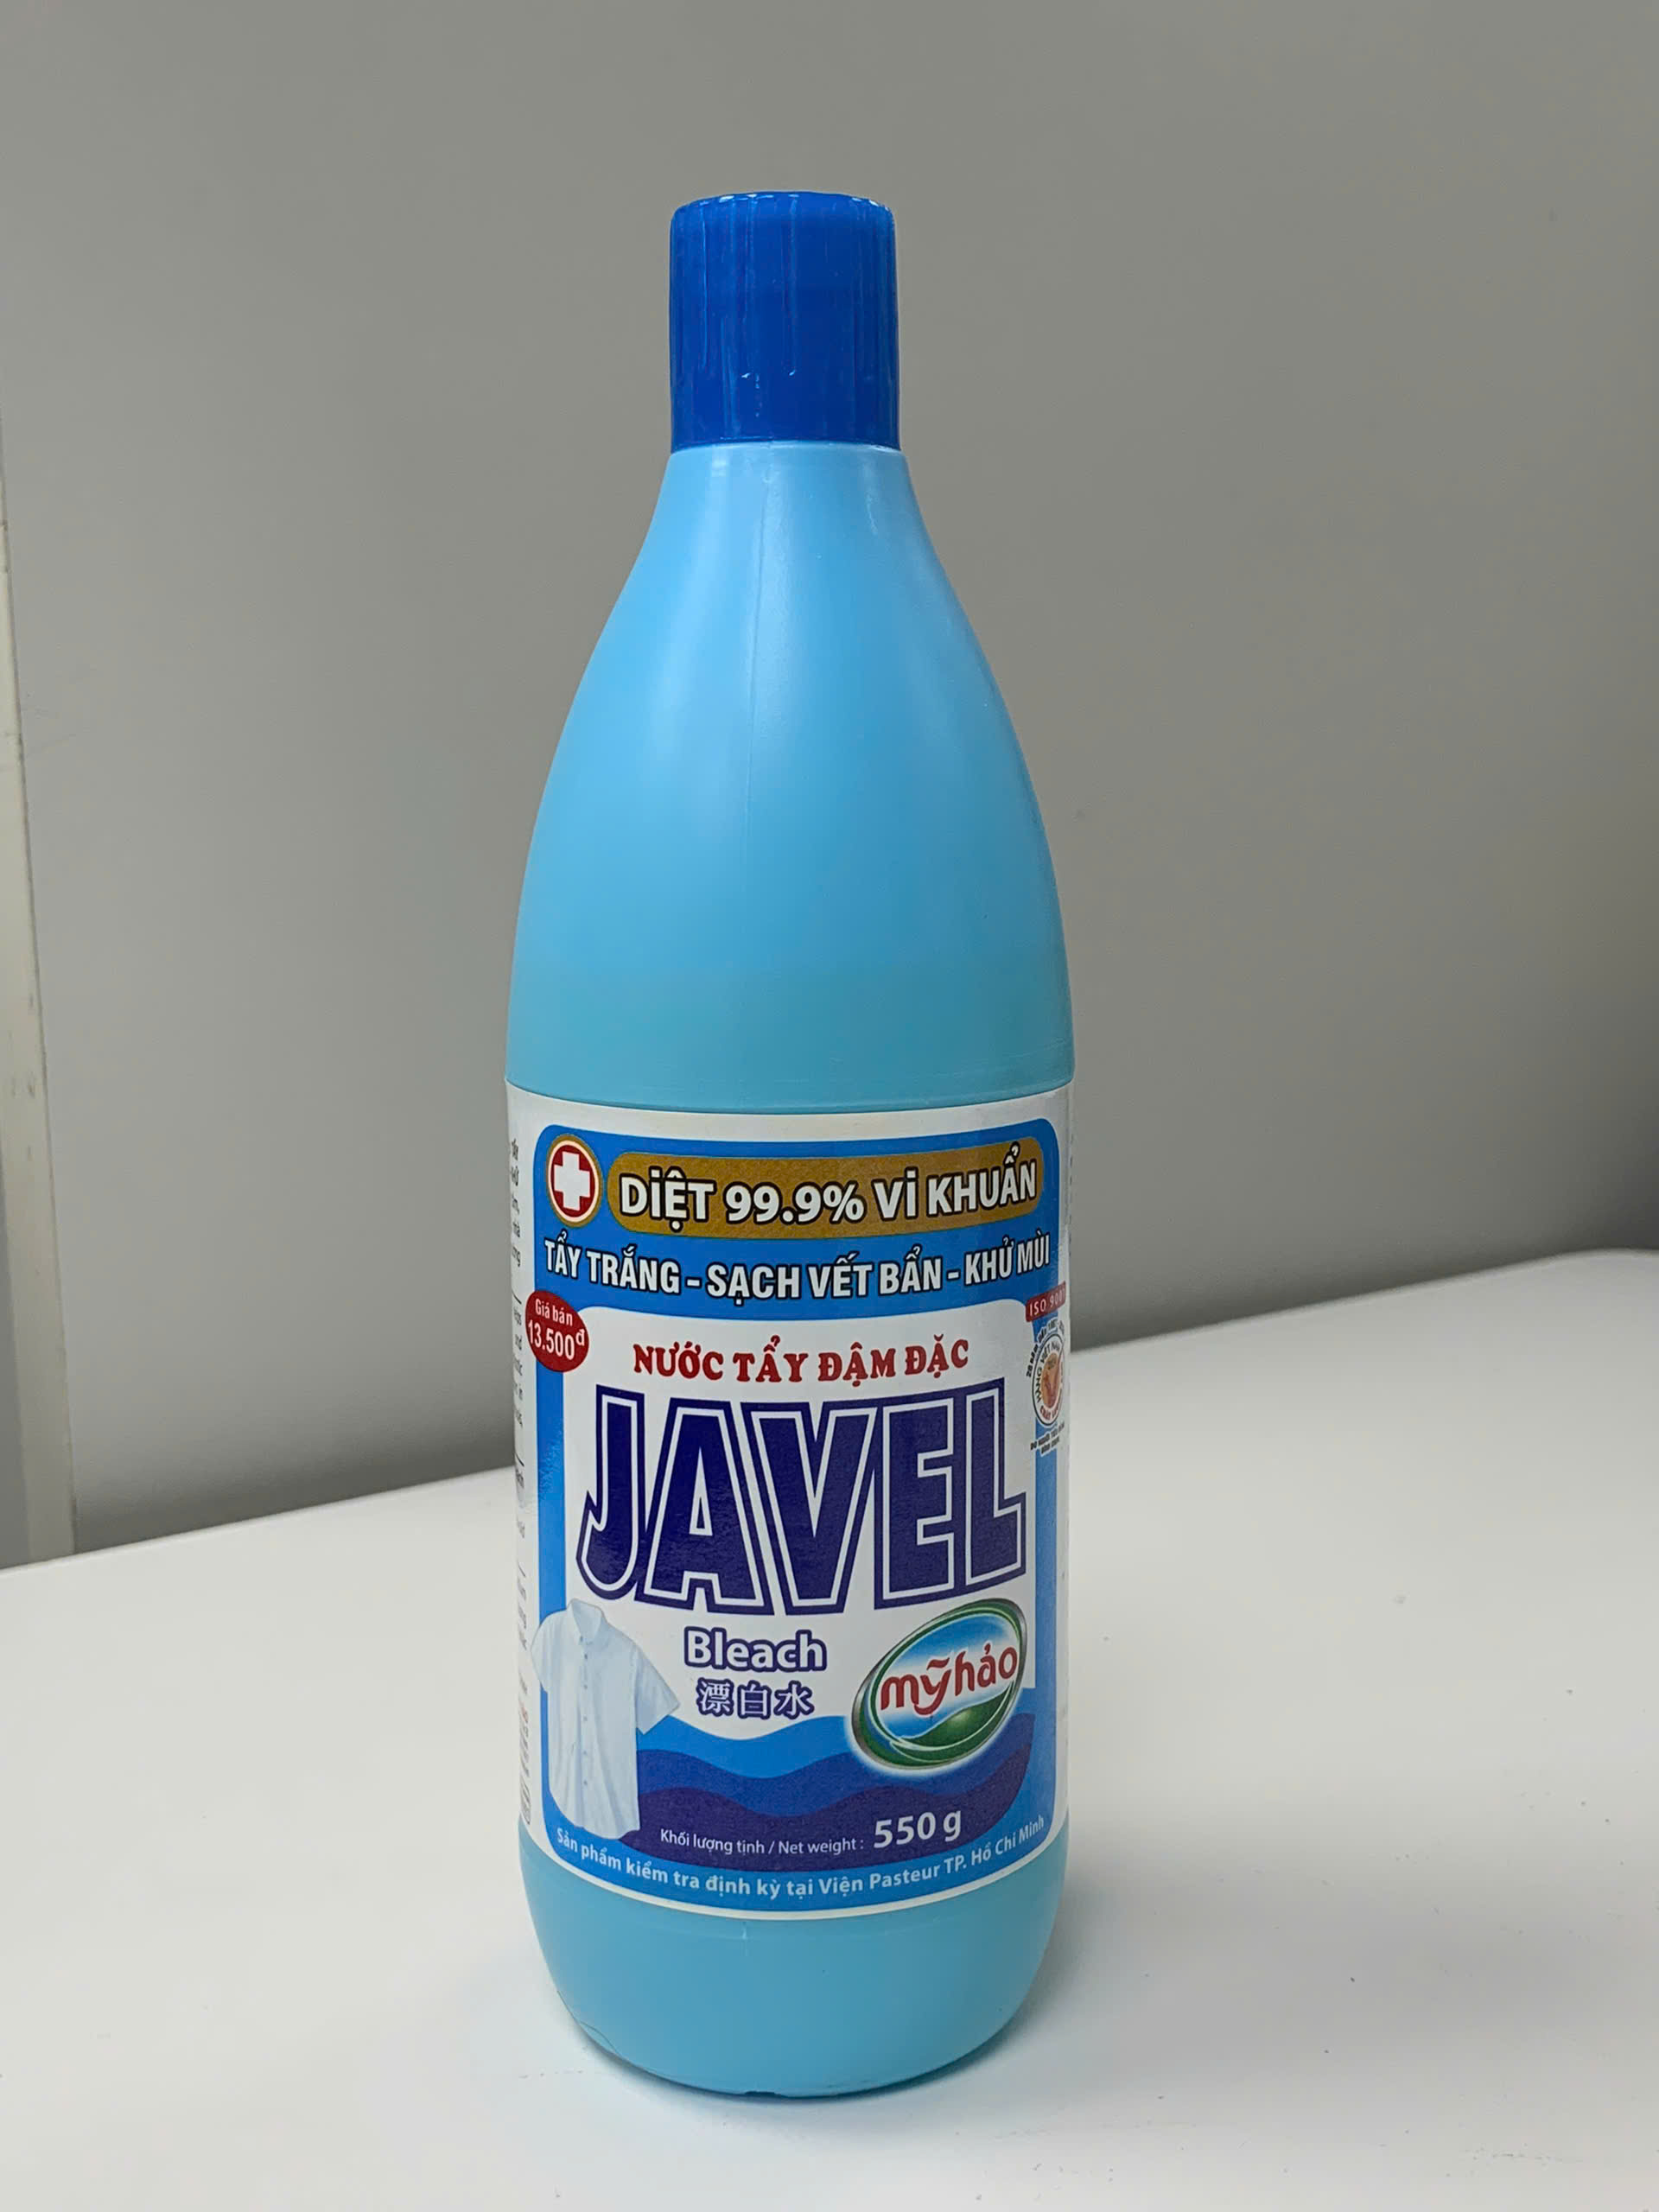 DiỆT 99.9% Vi KHUẨN
TẨY TRẮNG - SẠCH VẾT BẨN - KHỬ MÙI
Giá bán
13.500đ
ISO 9001
NƯỚC TẨY ĐẬM ĐẶC
JAVEL
Bleach
漂白水
mỹhảo
Khối lượng tịnh / Net weight : 550 g
Sản phẩm kiểm tra định kỳ tại Viện Pasteur TP. Hồ Chí Minh